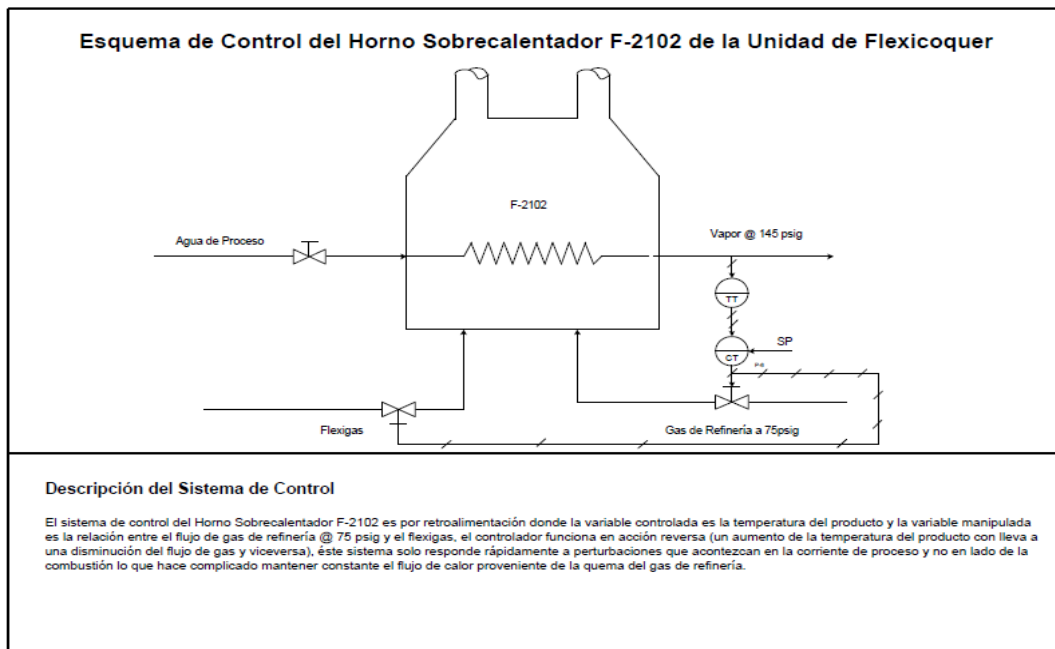 Esquema de Control del Horno Sobrecalentador F-2102 de la Unidad de Flexicoquer
F-2102
Agua de Proceso
Vapor @ 145 psig
TT
SP
CT
Flexigas
Gas de Refinería a 75psig
Descripción del Sistema de Control
El sistema de control del Horno Sobrecalentador F-2102 es por retroalimentación donde la variable controlada es la temperatura del producto y la variable manipulada
es la relación entre el flujo de gas de refinería @ 75 psig y el flexigas, el controlador funciona en acción reversa (un aumento de la temperatura del producto con lleva a
una disminución del flujo de gas y viceversa), éste sistema solo responde rápidamente a perturbaciones que acontezcan en la corriente de proceso y no en lado de la
combustión lo que hace complicado mantener constante el flujo de calor proveniente de la quema del gas de refinería.